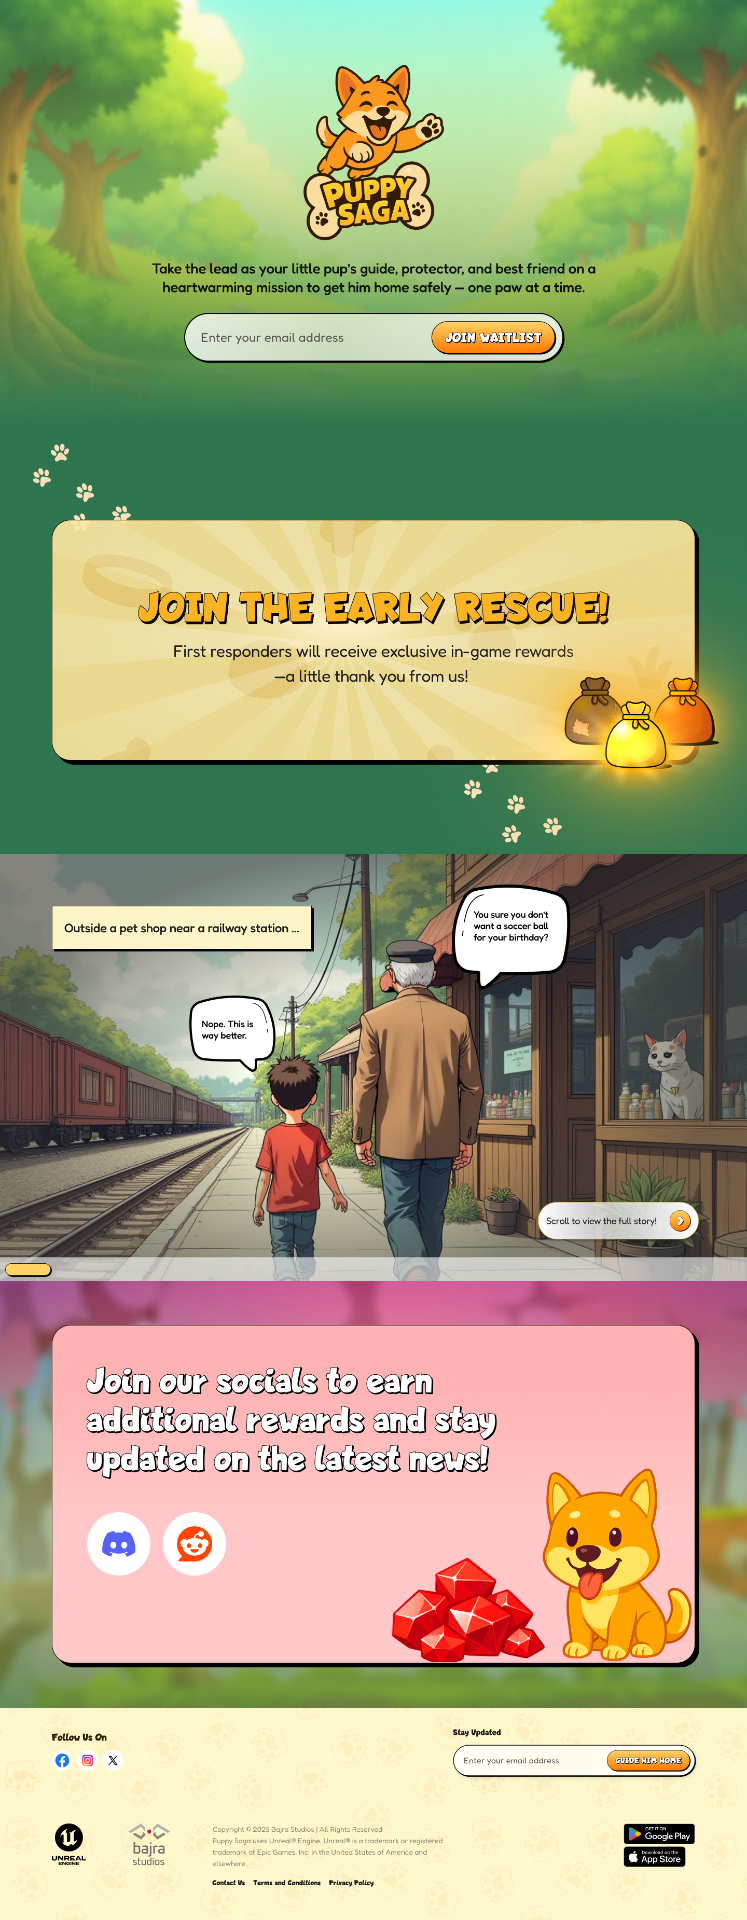 PUPPY
SAGA
Take the lead as your little pup's guide, protector, and best friend on a
heartwarming mission to get him home safely — one paw at a time.
Enter your email address
JOIN WAITLIST
JOIN THE EARLY RESCUE!
First responders will receive exclusive in-game rewards
—a little thank you from us!
Outside a pet shop near a railway station ...
You sure you don't
want a soccer ball
for your birthday?
Nope. This is
way better.
Scroll to view the full story!
Join our socials to earn
additional rewards and stay
updated on the latest news!
Follow Us On
Stay Updated
Enter your email address
GUIDE HIM HOME
UNREAL
ENGINE
bajra
studios
Copyright © 2025 Bajra Studios | All Rights Reserved
Puppy Saga uses Unreal® Engine. Unreal® is a trademark or registered
trademark of Epic Games, Inc. in the United States of America and
elsewhere.
Contact Us Terms and Conditions Privacy Policy
GET IT ON
Google Play
Download on the
App Store